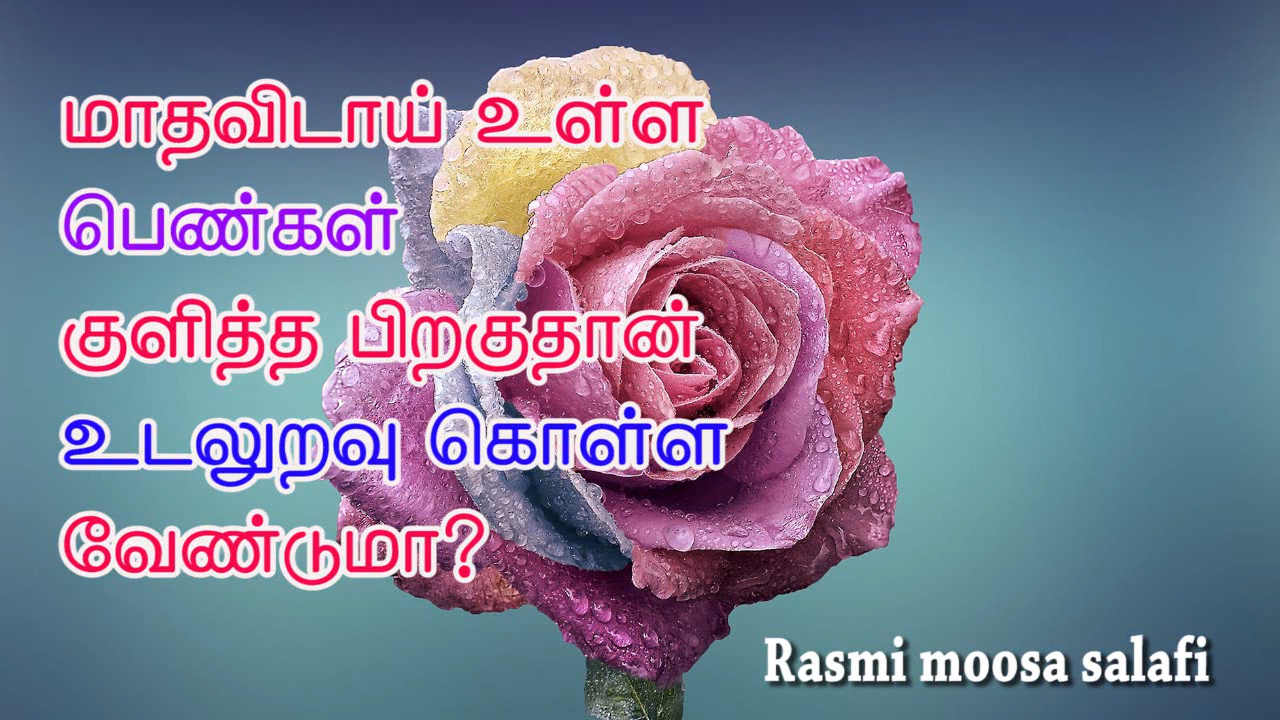 மாதவிடாய் உள்ள
பெண்கள்
குளித்த பிறகுதான்
உடலுறவு கொள்ள
வேண்டுமா?
Rasmi moosa salafi